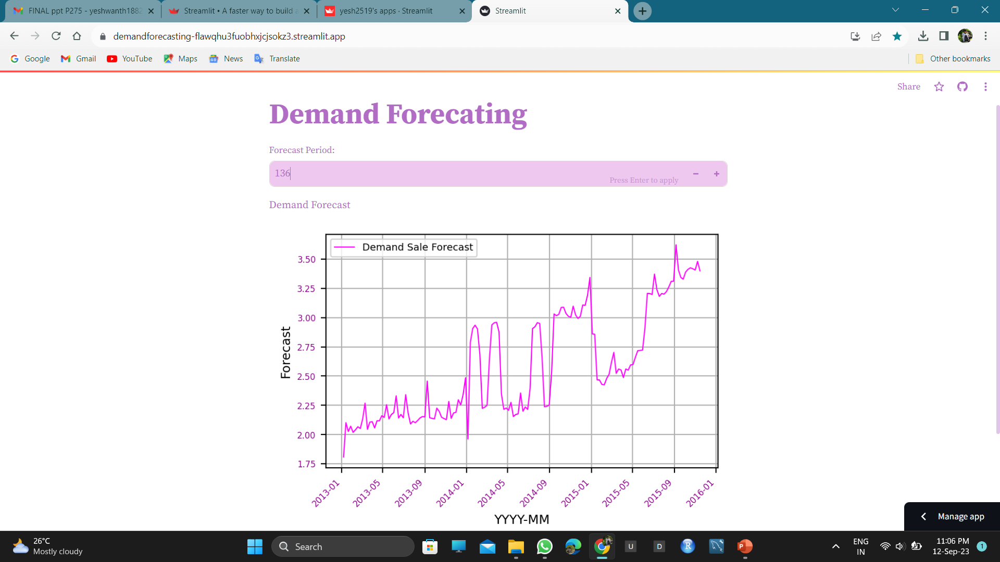 FINAL ppt P275 - yeshwanth1882
Streamlit • A faster way to build a
yesh2519's apps · Streamlit
Streamlit
demandforecasting-flawqhu3fuobhxjcjsokz3.streamlit.app
Google
Gmail
YouTube
Maps
News
Translate
Other bookmarks
Share
Demand Forecating
Forecast Period:
136
Press Enter to apply
Demand Forecast
Demand Sale Forecast
3.50
3.25
3.00
2.75
2.50
2.25
2.00
1.75
Forecast
2013-01
2013-05
2013-09
2014-01
2014-05
2014-09
2015-01
2015-05
2015-09
2016-01
YYYY-MM
Manage app
26°C
Mostly cloudy
Search
U
D
R
P
ENG
IN
11:06 PM
12-Sep-23
1